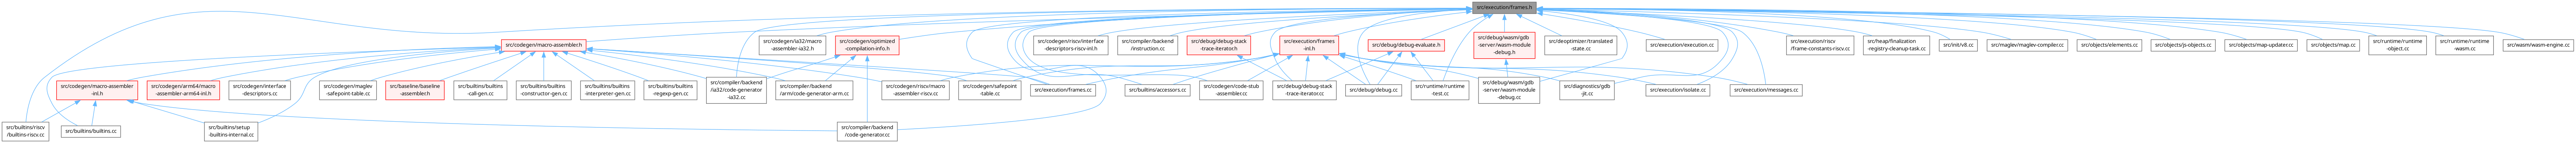 src/execution/frames.h
src/codegen/macro-assembler.h
src/codegen/ia32/macro
-assembler-ia32.h
src/codegen/optimized
-compilation-info.h
src/codegen/riscv/interface
-descriptors-riscv-inl.h
src/compiler/backend
/instruction.cc
src/debug/debug-stack
-trace-iterator.h
src/execution/frames
-inl.h
src/debug/debug-evaluate.h
src/debug/wasm/gdb
-server/wasm-module
-debug.h
src/deoptimizer/translated
-state.cc
src/execution/execution.cc
src/execution/riscv
/frame-constants-riscv.cc
src/heap/finalization
-registry-cleanup-task.cc
src/init/v8.cc
src/maglev/maglev-compiler.cc
src/objects/elements.cc
src/objects/js-objects.cc
src/objects/map-updater.cc
src/objects/map.cc
src/runtime/runtime
-object.cc
src/runtime/runtime
-wasm.cc
src/wasm/wasm-engine.cc
src/codegen/macro-assembler
-inl.h
src/codegen/arm64/macro
-assembler-arm64-inl.h
src/codegen/interface
-descriptors.cc
src/codegen/maglev
-safepoint-table.cc
src/baseline/baseline
-assembler.h
src/builtins/builtins
-call-gen.cc
src/builtins/builtins
-constructor-gen.cc
src/builtins/builtins
-interpreter-gen.cc
src/builtins/builtins
-regexp-gen.cc
src/compiler/backend
/ia32/code-generator
-ia32.cc
src/compiler/backend
/arm/code-generator-arm.cc
src/codegen/riscv/macro
-assembler-riscv.cc
src/codegen/safepoint
-table.cc
src/execution/frames.cc
src/builtins/accessors.cc
src/codegen/code-stub
-assembler.cc
src/debug/debug-stack
-trace-iterator.cc
src/debug/debug.cc
src/runtime/runtime
-test.cc
src/debug/wasm/gdb
-server/wasm-module
-debug.cc
src/diagnostics/gdb
-jit.cc
src/execution/isolate.cc
src/execution/messages.cc
src/builtins/riscv
/builtins-riscv.cc
src/builtins/builtins.cc
src/builtins/setup
-builtins-internal.cc
src/compiler/backend
/code-generator.cc